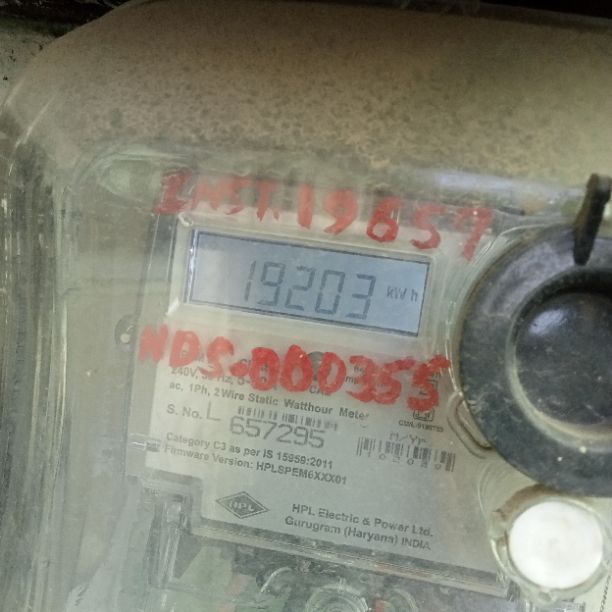 INST. 19657
19203 kWh
NDS-000355
240V,
ac, 1Ph, 2Wire Static Watthour Meter
S. No. L 657295
M/Yr
Category C3 as per IS 15959:2011
Firmware Version: HPLSPEM6XXX01
HPL
HPL Electric & Power Ltd.
Gurugram (Haryana) INDIA